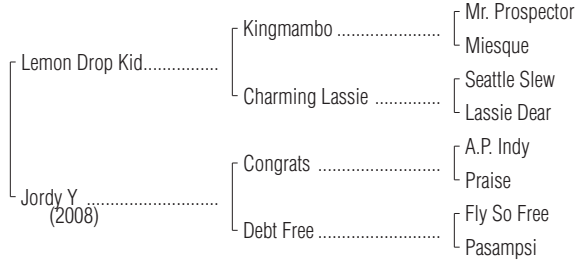 Mr. Prospector
Kingmambo ....................
Miesque
Lemon Drop Kid...............
Seattle Slew
Charming Lassie .............
Lassie Dear
A.P. Indy
Congrats ........................
Praise
Jordy Y ..........................
(2008)
Fly So Free
Debt Free ........................
Pasampsi